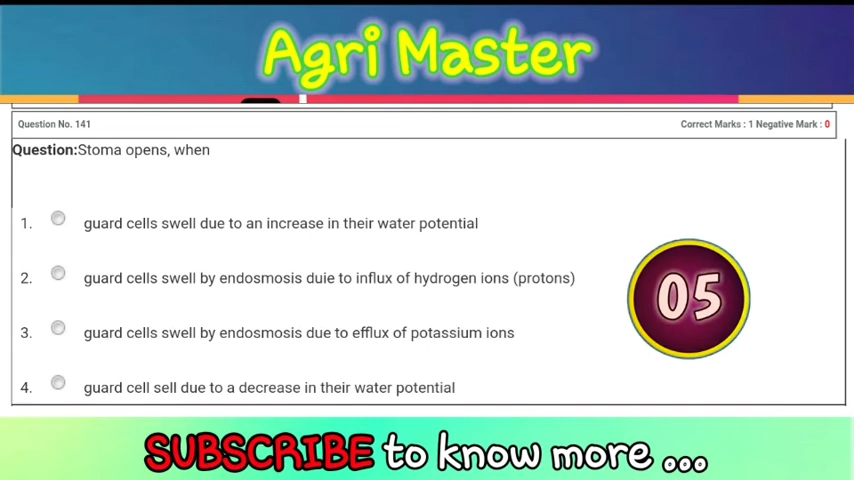 Agri Master
Question No. 141
Correct Marks : 1 Negative Mark : 0
Question:Stoma opens, when
1. guard cells swell due to an increase in their water potential
2. guard cells swell by endosmosis duie to influx of hydrogen ions (protons)
05
3. guard cells swell by endosmosis due to efflux of potassium ions
4. guard cell sell due to a decrease in their water potential
SUBSCRIBE to know more ...